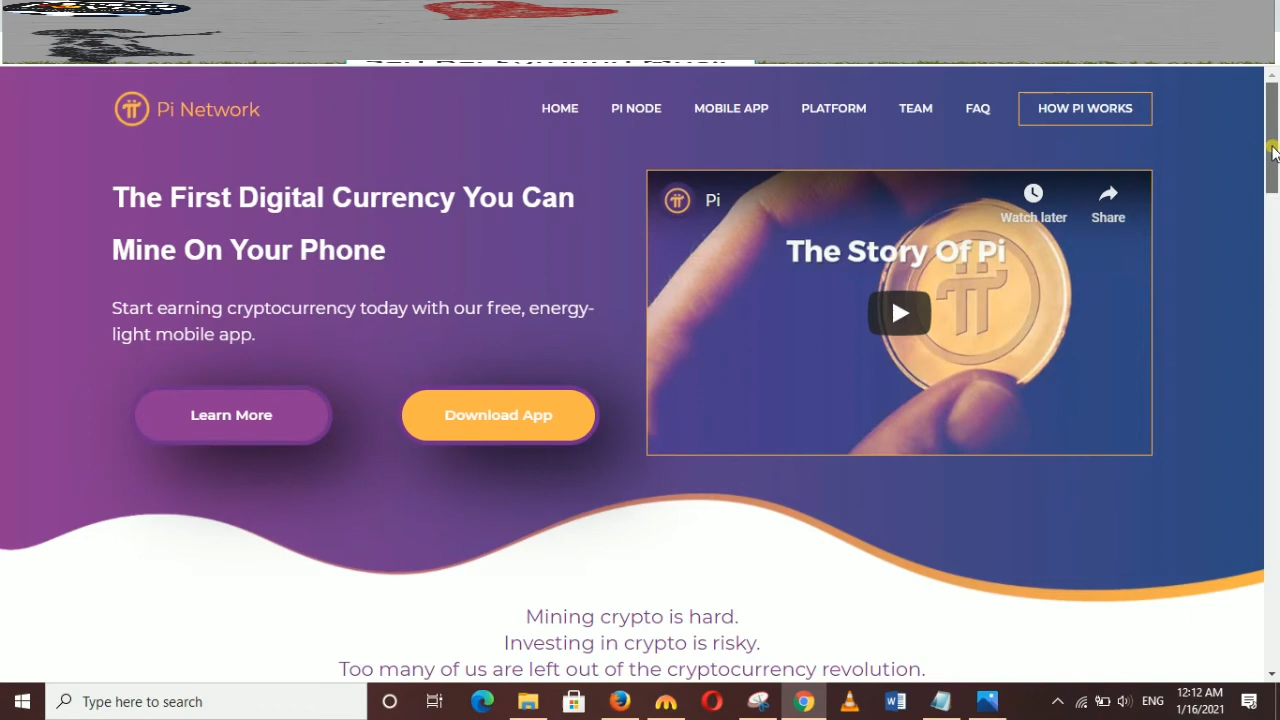 Pi Network
HOME PI NODE MOBILE APP PLATFORM TEAM FAQ HOW PI WORKS
The First Digital Currency You Can
Mine On Your Phone
Start earning cryptocurrency today with our free, energy-
light mobile app.
Learn More
Download App
Pi
Watch later
Share
The Story Of Pi
Mining crypto is hard.
Investing in crypto is risky.
Too many of us are left out of the cryptocurrency revolution.
Type here to search
ENG
12:12 AM
1/16/2021